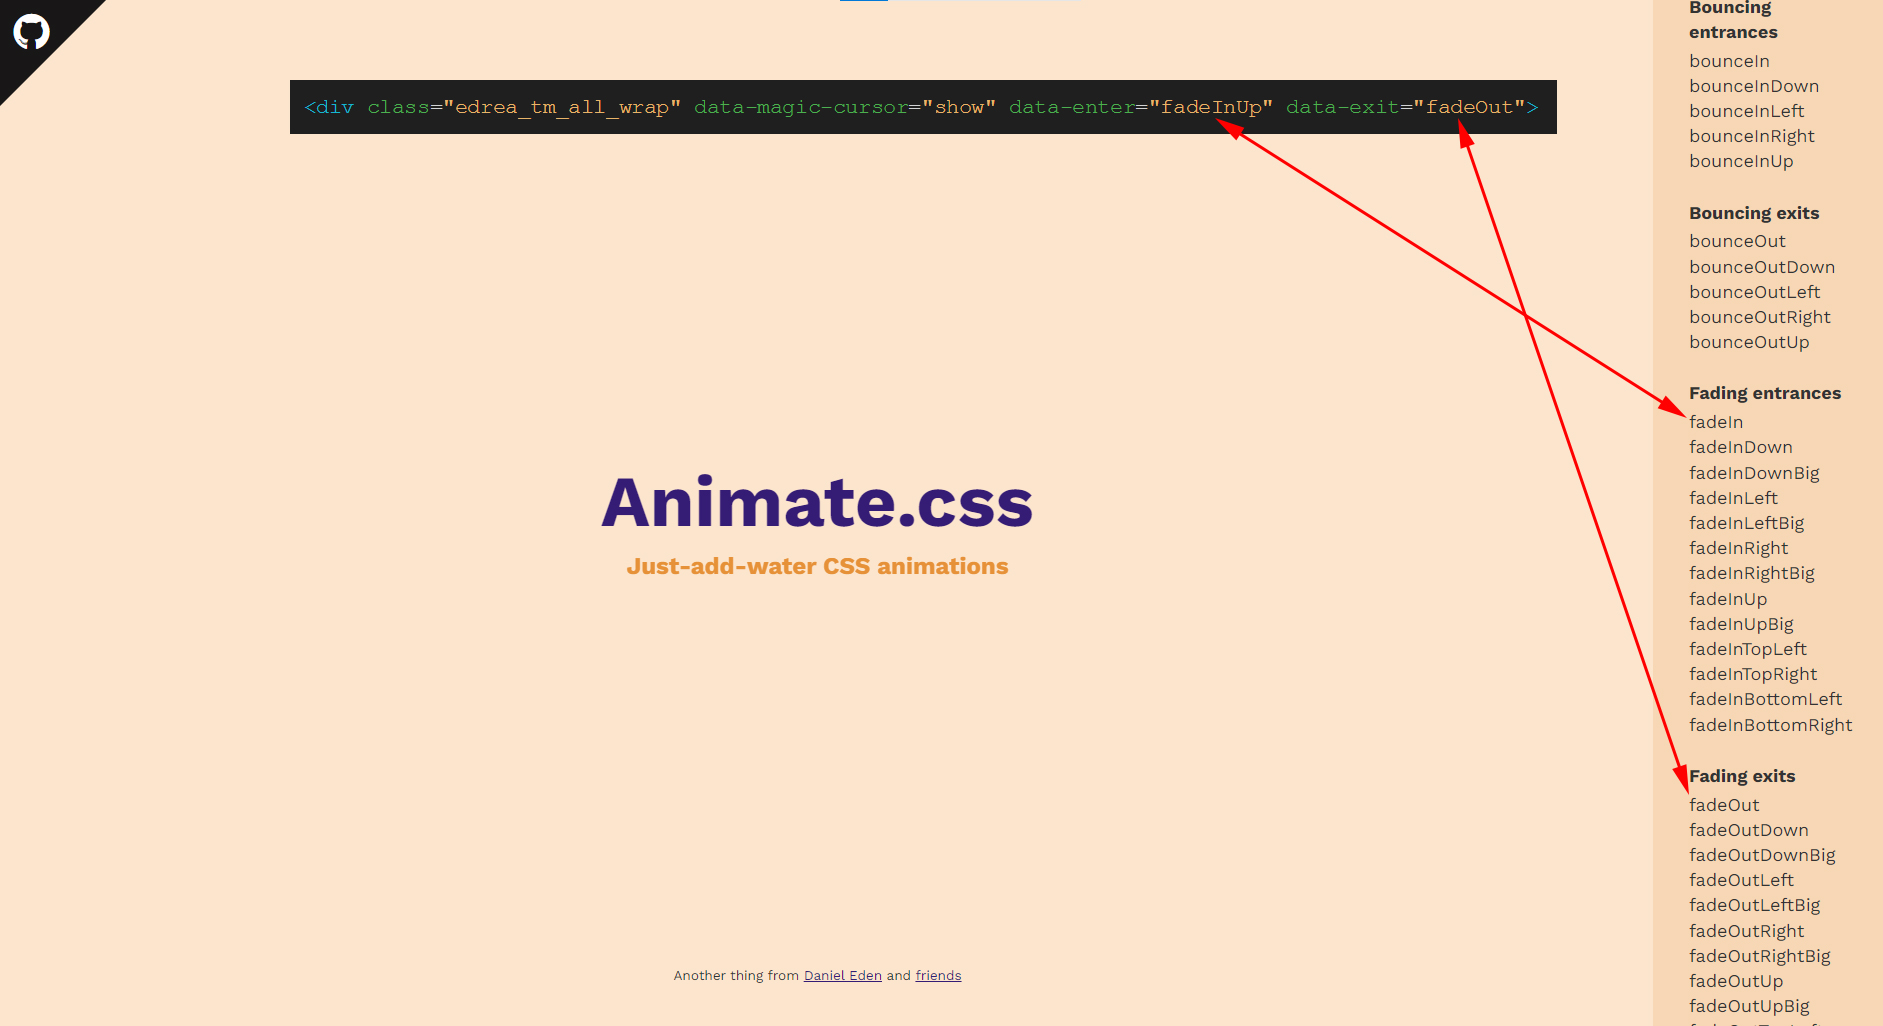 <div class="edrea_tm_all_wrap" data-magic-cursor="show" data-enter="fadeInUp" data-exit="fadeOut">
Animate.css
Just-add-water CSS animations
Another thing from Daniel Eden and friends
Bouncing
entrances
bounceIn
bounceInDown
bounceInLeft
bounceInRight
bounceInUp
Bouncing exits
bounceOut
bounceOutDown
bounceOutLeft
bounceOutRight
bounceOutUp
Fading entrances
fadeIn
fadeInDown
fadeInDownBig
fadeInLeft
fadeInLeftBig
fadeInRight
fadeInRightBig
fadeInUp
fadeInUpBig
fadeInTopLeft
fadeInTopRight
fadeInBottomLeft
fadeInBottomRight
Fading exits
fadeOut
fadeOutDown
fadeOutDownBig
fadeOutLeft
fadeOutLeftBig
fadeOutRight
fadeOutRightBig
fadeOutUp
fadeOutUpBig